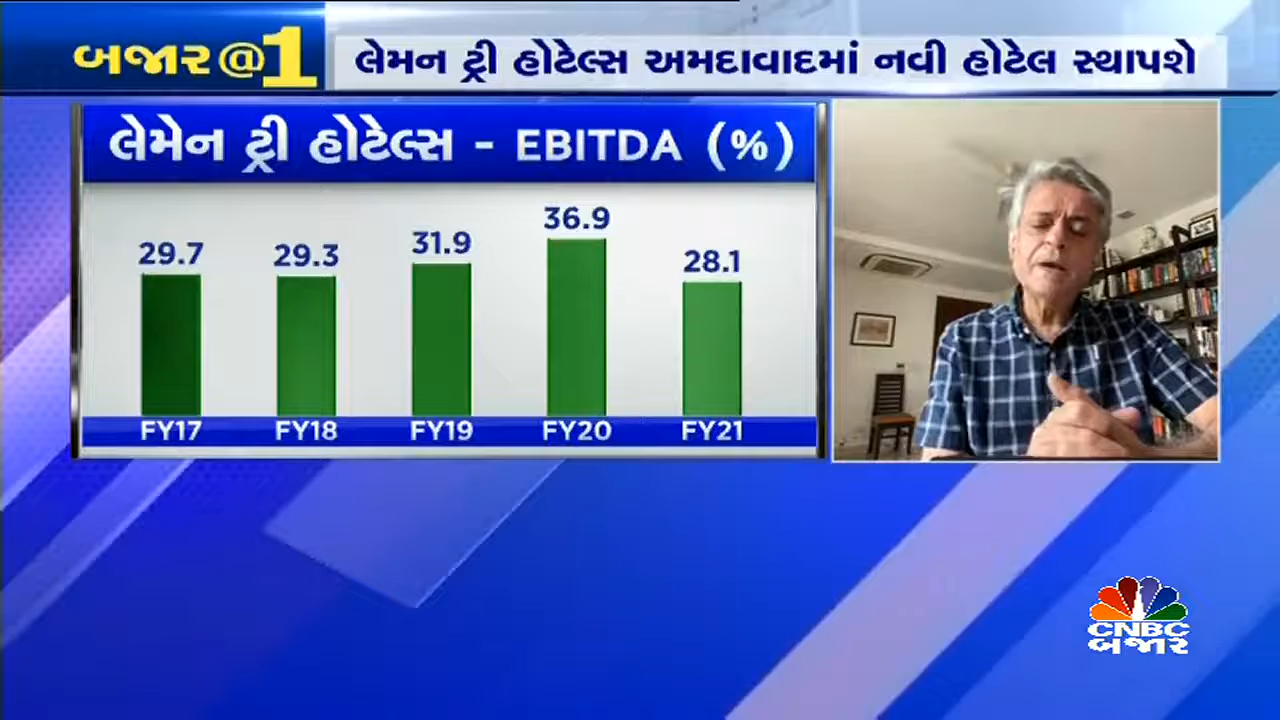 બજાર@1
લેમન ટ્રી હોટેલ્સ અમદાવાદમાં નવી હોટેલ સ્થાપશે
લેમેન ટ્રી હોટેલ્સ - EBITDA (%)
29.7 29.3 31.9 36.9 28.1
FY17 FY18 FY19 FY20 FY21
CNBC
બજાર